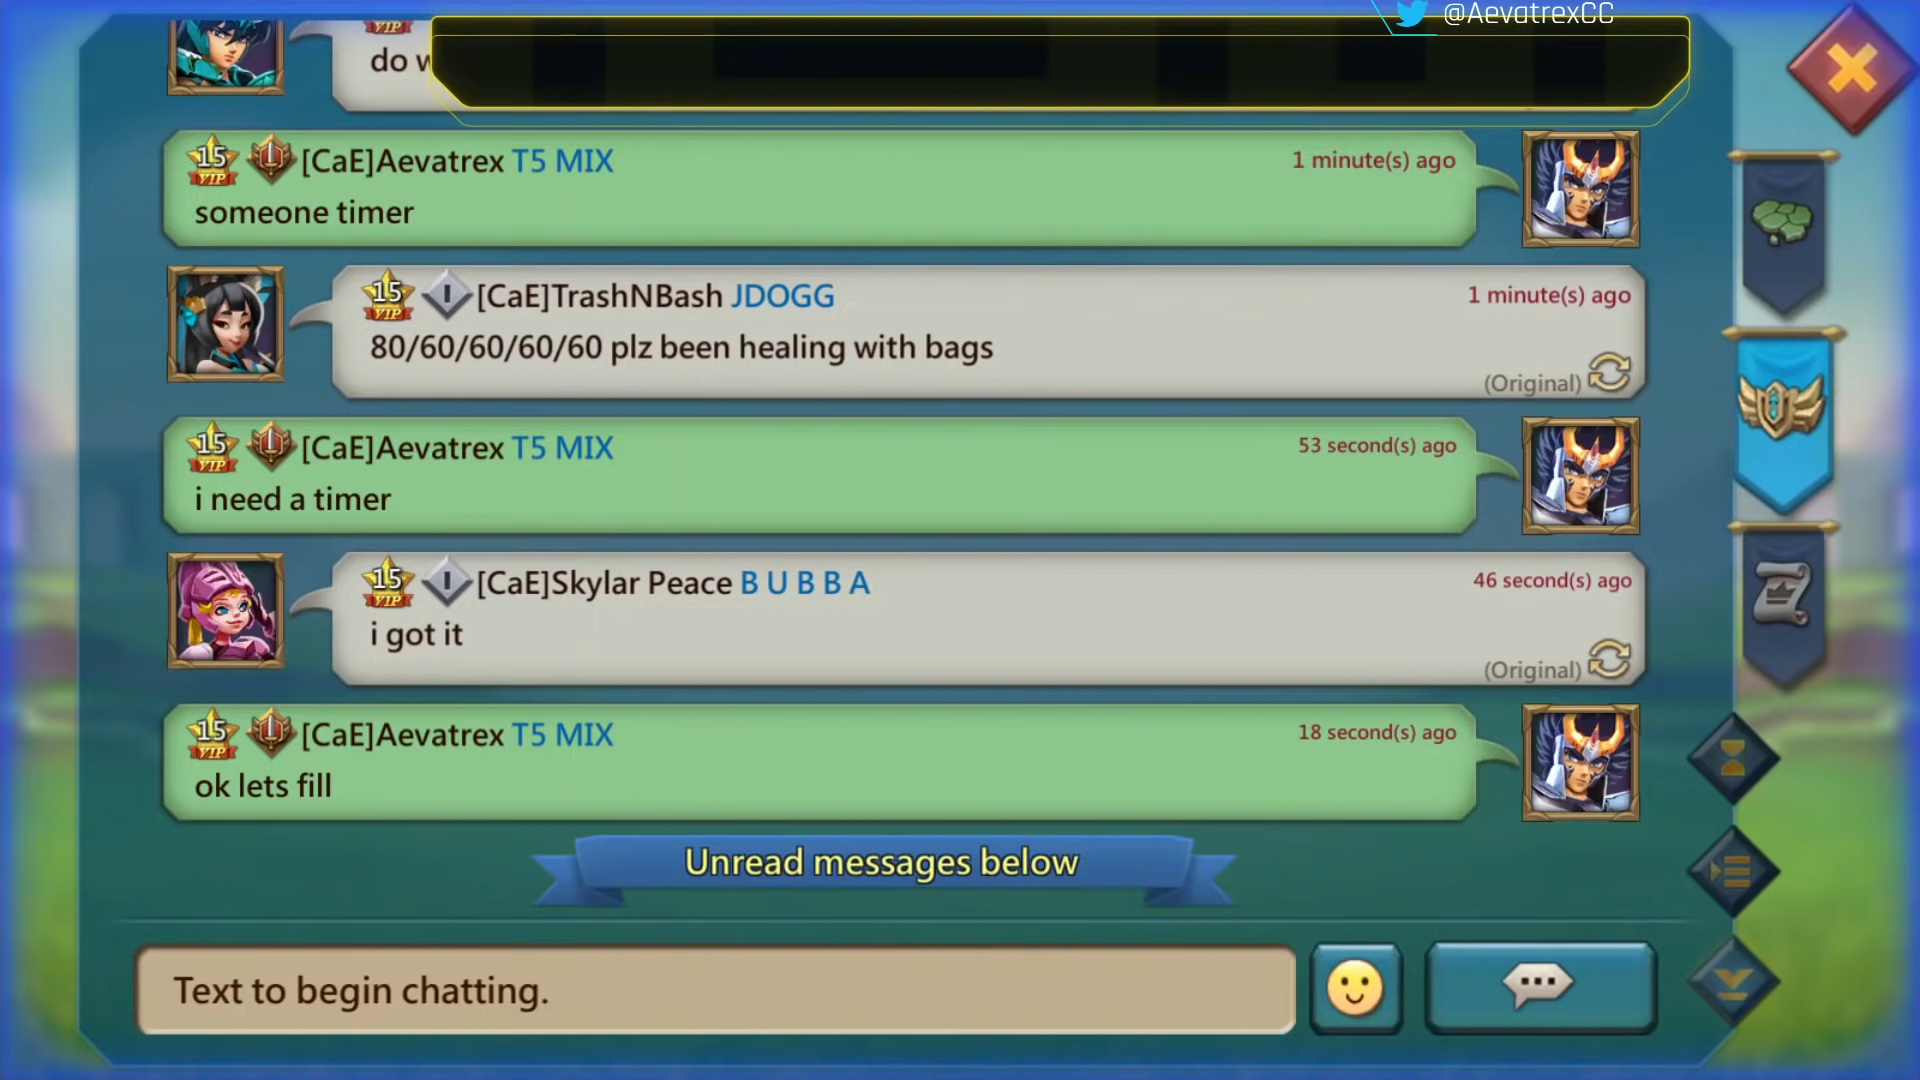 @AevatrexCC
VIP
do w
15 VIP [CaE]Aevatrex T5 MIX 1 minute(s) ago
someone timer
15 VIP [CaE]TrashNBash JDOGG 1 minute(s) ago
80/60/60/60/60 plz been healing with bags
(Original)
15 VIP [CaE]Aevatrex T5 MIX 53 second(s) ago
i need a timer
15 VIP [CaE]Skylar Peace B U B B A 46 second(s) ago
i got it
(Original)
15 VIP [CaE]Aevatrex T5 MIX 18 second(s) ago
ok lets fill
Unread messages below
Text to begin chatting.